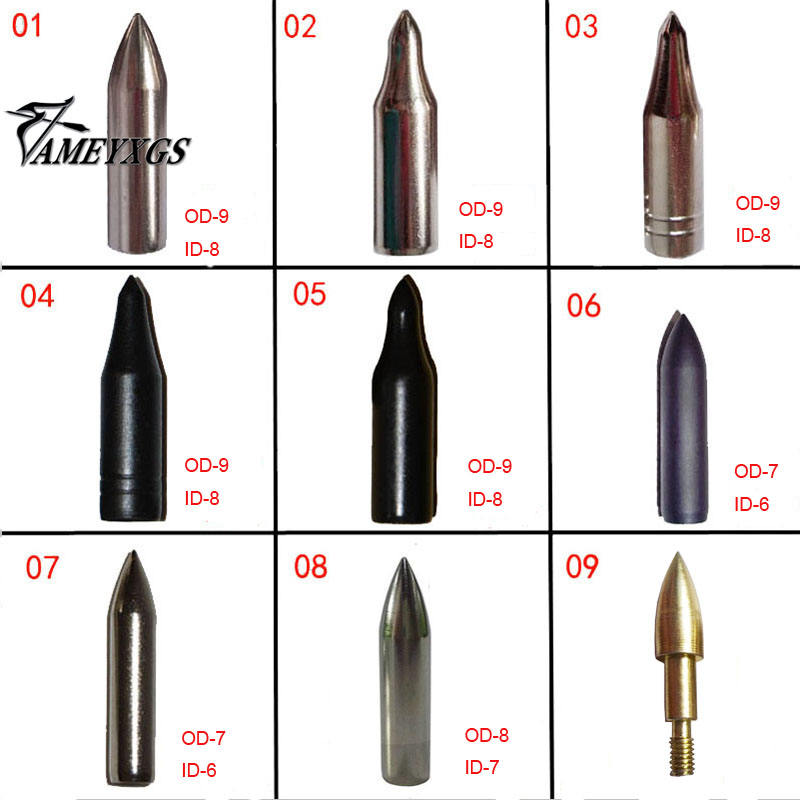 01
02
03
AMEYXGS
OD-9
ID-8
OD-9
ID-8
OD-9
ID-8
04
05
06
OD-9
ID-8
OD-9
ID-8
OD-7
ID-6
07
08
09
OD-7
ID-6
OD-8
ID-7